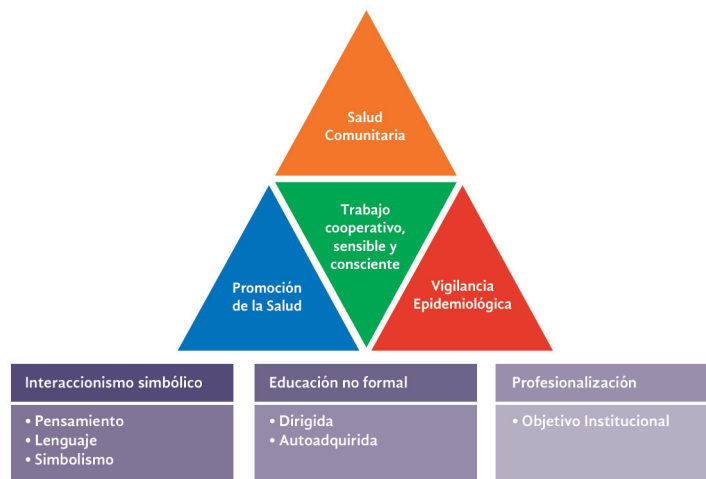 Salud
Comunitaria
Trabajo
cooperativo,
sensible y
consciente
Promoción
de la Salud
Vigilancia
Epidemiológica
Interaccionismo simbólico
• Pensamiento
• Lenguaje
• Simbolismo
Educación no formal
• Dirigida
• Autoadquirida
Profesionalización
• Objetivo Institucional